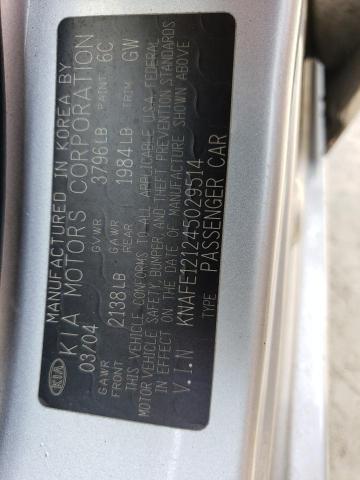 MANUFACTURED IN KOREA BY
KIA MOTORS CORPORATION
03/04 GVWR 3796LB PAINT: 6C
GAWR FRONT 2138LB GAWR REAR 1984LB TRIM GW
THIS VEHICLE CONFORMS TO ALL APPLICABLE U.S.A. FEDERAL
MOTOR VEHICLE SAFETY, BUMPER, AND THEFT PREVENTION STANDARDS
IN EFFECT ON THE DATE OF MANUFACTURE SHOWN ABOVE
V.I.N KNAFE121245029514
TYPE PASSENGER CAR
KIA